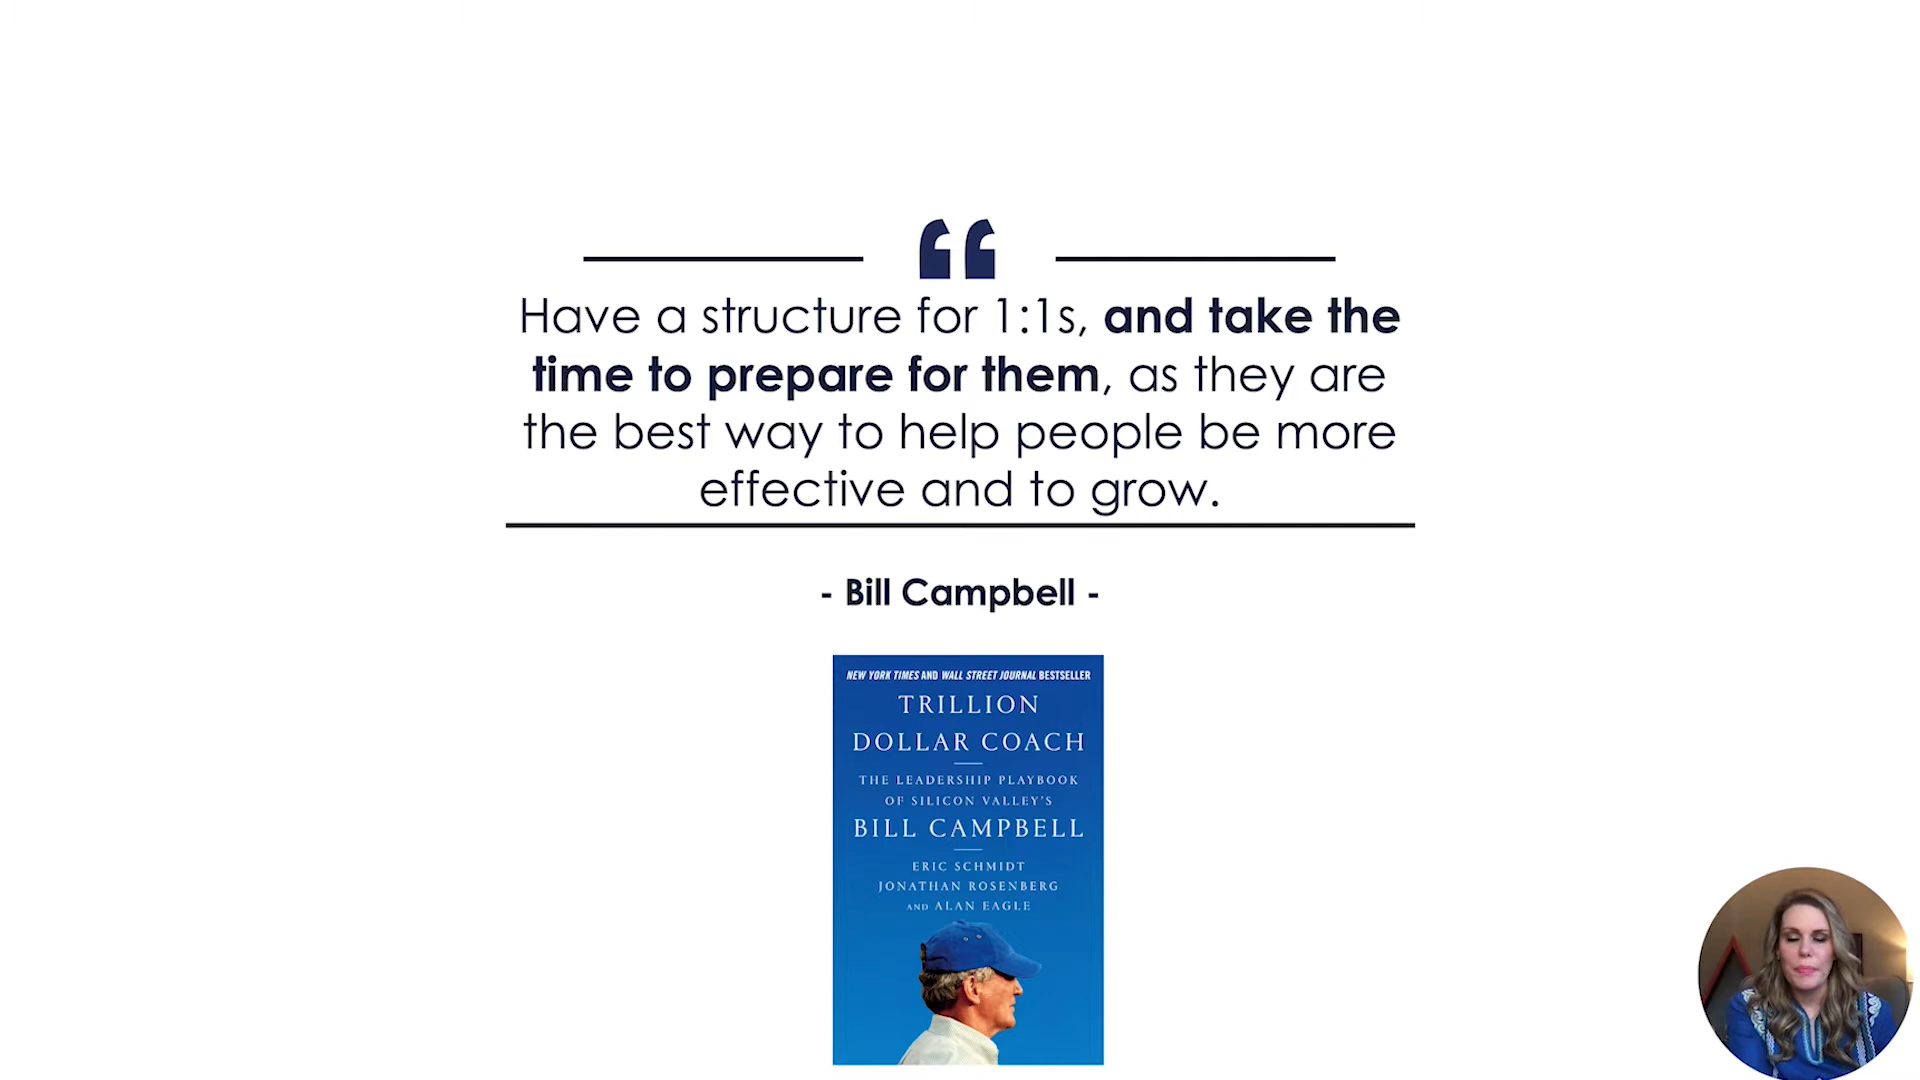 “
Have a structure for 1:1s, and take the
time to prepare for them, as they are
the best way to help people be more
effective and to grow.
- Bill Campbell -
NEW YORK TIMES AND WALL STREET JOURNAL BESTSELLER
TRILLION
DOLLAR COACH
THE LEADERSHIP PLAYBOOK
OF SILICON VALLEY'S
BILL CAMPBELL
ERIC SCHMIDT
JONATHAN ROSENBERG
AND ALAN EAGLE